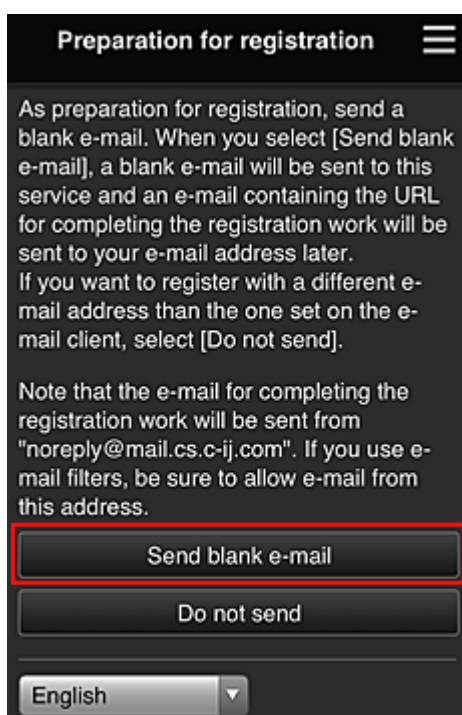 Preparation for registration
As preparation for registration, send a
blank e-mail. When you select [Send blank
e-mail], a blank e-mail will be sent to this
service and an e-mail containing the URL
for completing the registration work will be
sent to your e-mail address later.
If you want to register with a different e-
mail address than the one set on the e-
mail client, select [Do not send].
Note that the e-mail for completing the
registration work will be sent from
"noreply@mail.cs.c-ij.com". If you use e-
mail filters, be sure to allow e-mail from
this address.
Send blank e-mail
Do not send
English